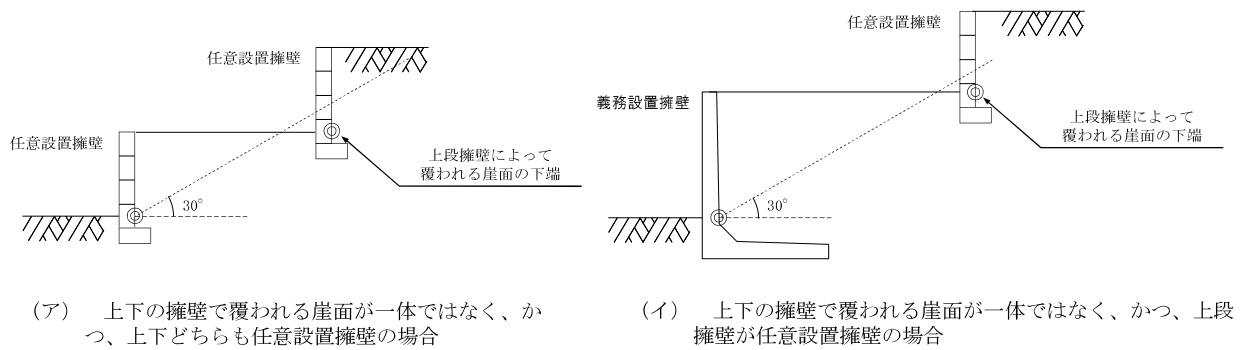 任意設置擁壁
任意設置擁壁
上段擁壁によって
覆われる崖面の下端
30°
（ア）　上下の擁壁で覆われる崖面が一体ではなく、か
つ、上下どちらも任意設置擁壁の場合
任意設置擁壁
義務設置擁壁
上段擁壁によって
覆われる崖面の下端
30°
（イ）　上下の擁壁で覆われる崖面が一体ではなく、かつ、上段
擁壁が任意設置擁壁の場合